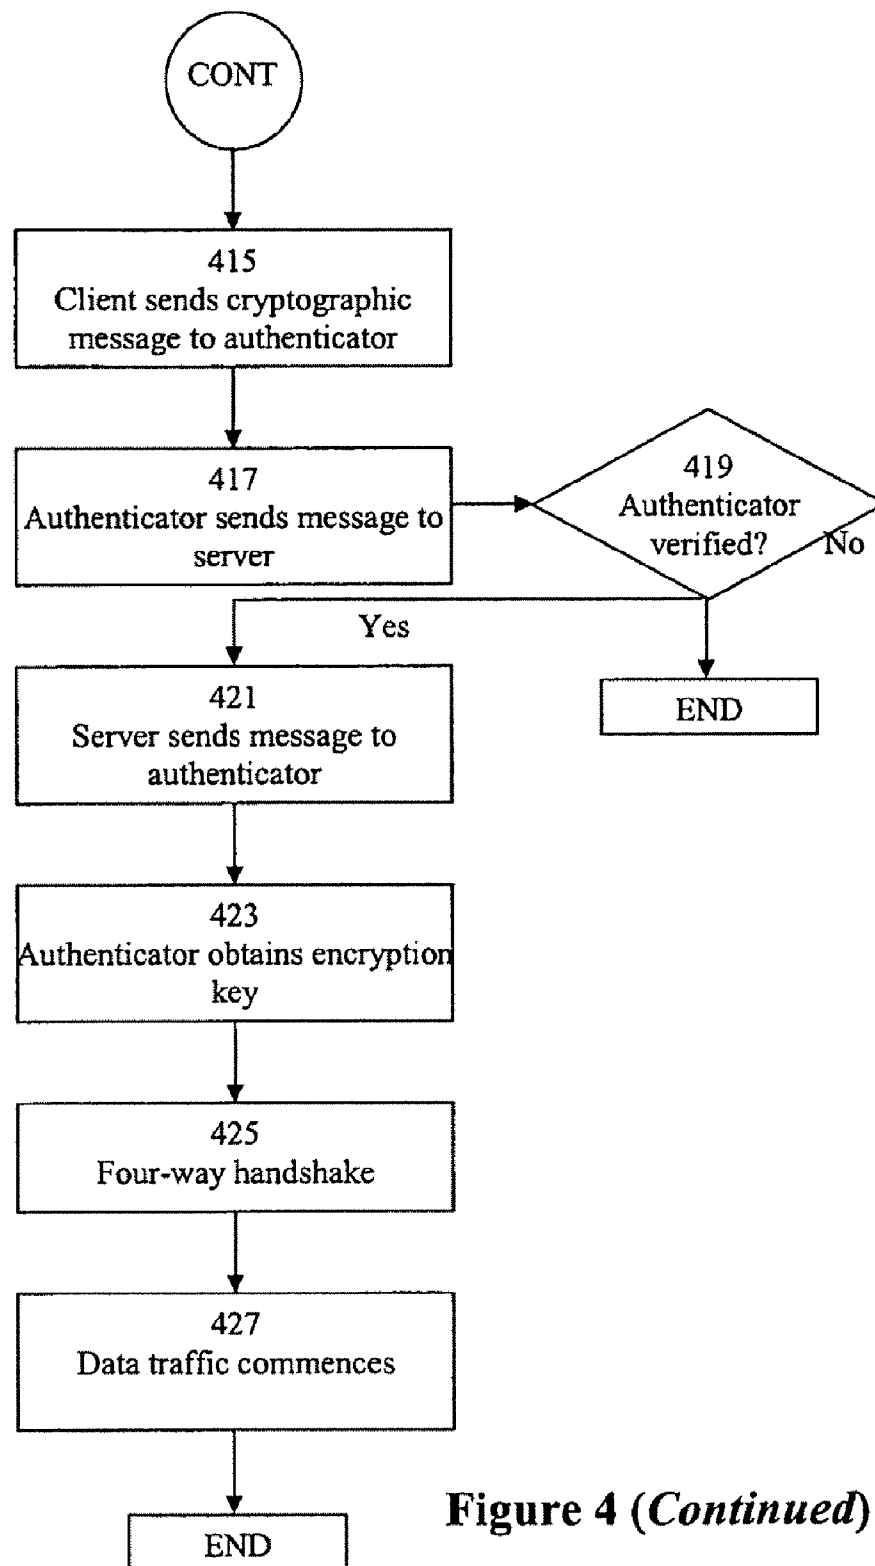 CONT
415
Client sends cryptographic
message to authenticator
417
Authenticator sends message to
server
419
Authenticator
verified?
No
Yes
421
Server sends message to
authenticator
END
423
Authenticator obtains encryption
key
425
Four-way handshake
427
Data traffic commences
END
Figure 4 (Continued)